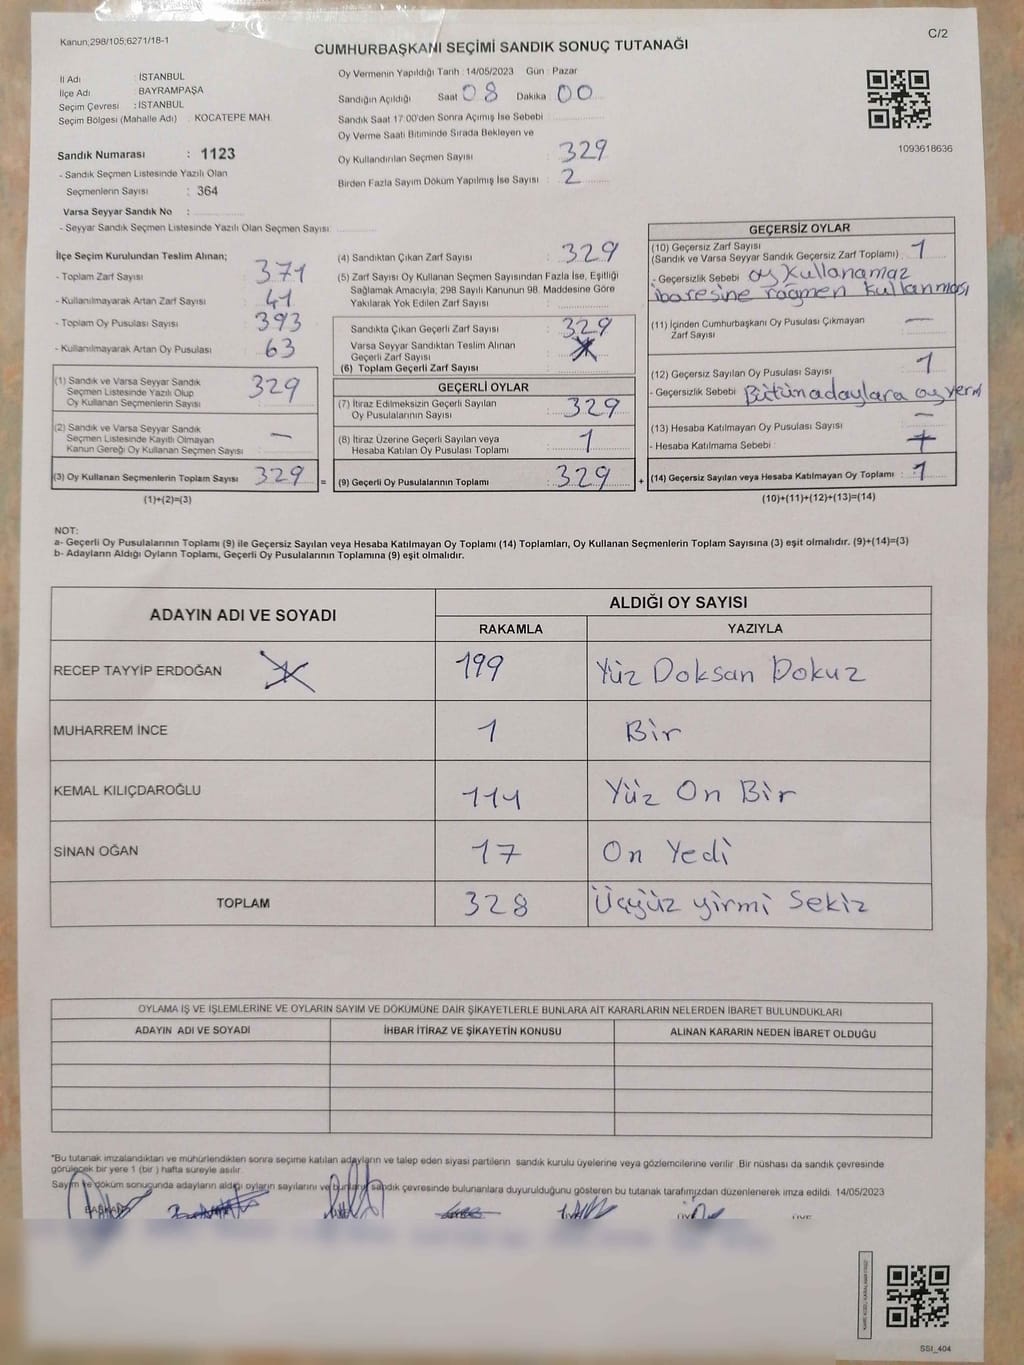 Kanun;298/105;6271/18-1
C/2
CUMHURBAŞKANI SEÇİMİ SANDIK SONUÇ TUTANAĞI
İl Adı : İSTANBUL
İlçe Adı : BAYRAMPAŞA
Seçim Çevresi : İSTANBUL
Seçim Bölgesi (Mahalle Adı) : KOCATEPE MAH.
Oy Vermenin Yapıldığı Tarih :14/05/2023 Gün : Pazar
Sandığın Açıldığı Saat 08 Dakika 00
Sandık Saat 17:00'den Sonra Açımış İse Sebebi :
Oy Verme Saati Bitiminde Sırada Bekleyen ve
Oy Kullandırılan Seçmen Sayısı : 329
Birden Fazla Sayım Döküm Yapılmış İse Sayısı : 2
1093618636
Sandık Numarası : 1123
- Sandık Seçmen Listesinde Yazılı Olan
Seçmenlerin Sayısı : 364
Varsa Seyyar Sandık No :
- Seyyar Sandık Seçmen Listesinde Yazılı Olan Seçmen Sayısı:
İlçe Seçim Kurulundan Teslim Alınan;
- Toplam Zarf Sayısı : 371
- Kullanılmayarak Artan Zarf Sayısı : 41
- Toplam Oy Pusulası Sayısı : 393
- Kullanılmayarak Artan Oy Pusulası : 63
(1) Sandık ve Varsa Seyyar Sandık
Seçmen Listesinde Yazılı Olup
Oy Kullanan Seçmenlerin Sayısı : 329
(2) Sandık ve Varsa Seyyar Sandık
Seçmen Listesinde Kayıtlı Olmayan
Kanun Gereği Oy Kullanan Seçmen Sayısı : —
(3) Oy Kullanan Seçmenlerin Toplam Sayısı : 329
(1)+(2)=(3)
=
(4) Sandıktan Çıkan Zarf Sayısı : 329
(5) Zarf Sayısı Oy Kullanan Seçmen Sayısından Fazla İse, Eşitliği
Sağlamak Amacıyla, 298 Sayılı Kanunun 98. Maddesine Göre
Yakılarak Yok Edilen Zarf Sayısı :
Sandıkta Çıkan Geçerli Zarf Sayısı : 329
Varsa Seyyar Sandıktan Teslim Alınan
Geçerli Zarf Sayısı :
(6) Toplam Geçerli Zarf Sayısı :
GEÇERLİ OYLAR
(7) İtiraz Edilmeksizin Geçerli Sayılan
Oy Pusulalarının Sayısı : 329
(8) İtiraz Üzerine Geçerli Sayılan veya
Hesaba Katılan Oy Pusulası Toplamı : 1
(9) Geçerli Oy Pusulalarının Toplamı : 329
+
GEÇERSİZ OYLAR
(10) Geçersiz Zarf Sayısı
(Sandık ve Varsa Seyyar Sandık Geçersiz Zarf Toplamı) : 1
- Geçersizlik Sebebi : oy kullanamaz
ibaresine rağmen kullanması
(11) İçinden Cumhurbaşkanı Oy Pusulası Çıkmayan
Zarf Sayısı : —
(12) Geçersiz Sayılan Oy Pusulası Sayısı : 1
- Geçersizlik Sebebi : Bütün adaylara oy verm
(13) Hesaba Katılmayan Oy Pusulası Sayısı : —
- Hesaba Katılmama Sebebi :
(14) Geçersiz Sayılan veya Hesaba Katılmayan Oy Toplamı : 1
(10)+(11)+(12)+(13)=(14)
NOT:
a- Geçerli Oy Pusulalarının Toplamı (9) ile Geçersiz Sayılan veya Hesaba Katılmayan Oy Toplamı (14) Toplamları, Oy Kullanan Seçmenlerin Toplam Sayısına (3) eşit olmalıdır. (9)+(14)=(3)
b- Adayların Aldığı Oyların Toplamı, Geçerli Oy Pusulalarının Toplamına (9) eşit olmalıdır.
ADAYIN ADI VE SOYADI
ALDIĞI OY SAYISI
RAKAMLA YAZIYLA
RECEP TAYYİP ERDOĞAN 199 Yüz Doksan Dokuz
MUHARREM İNCE 1 Bir
KEMAL KILIÇDAROĞLU 111 Yüz On Bir
SİNAN OĞAN 17 On Yedi
TOPLAM 328 Üçyüz yirmi Sekiz
OYLAMA İŞ VE İŞLEMLERİNE VE OYLARIN SAYIM VE DÖKÜMÜNE DAİR ŞİKAYETLERLE BUNLARA AİT KARARLARIN NELERDEN İBARET BULUNDUKLARI
ADAYIN ADI VE SOYADI İHBAR İTİRAZ VE ŞİKAYETİN KONUSU ALINAN KARARIN NEDEN İBARET OLDUĞU
*Bu tutanak imzalandıktan ve mühürlendikten sonra seçime katılan adayların ve talep eden siyasi partilerin sandık kurulu üyelerine veya gözlemcilerine verilir. Bir nüshası da sandık çevresinde
görülecek bir yere 1 (bir ) hafta süreyle asılır.
Sayım ve döküm sonucunda adayların aldığı oyların sayılarını ve bunların sandık çevresinde bulunanlara duyurulduğunu gösteren bu tutanak tarafımızdan düzenlenerek imza edildi. 14/05/2023
BAŞKAN
ÜYE
SSI_404